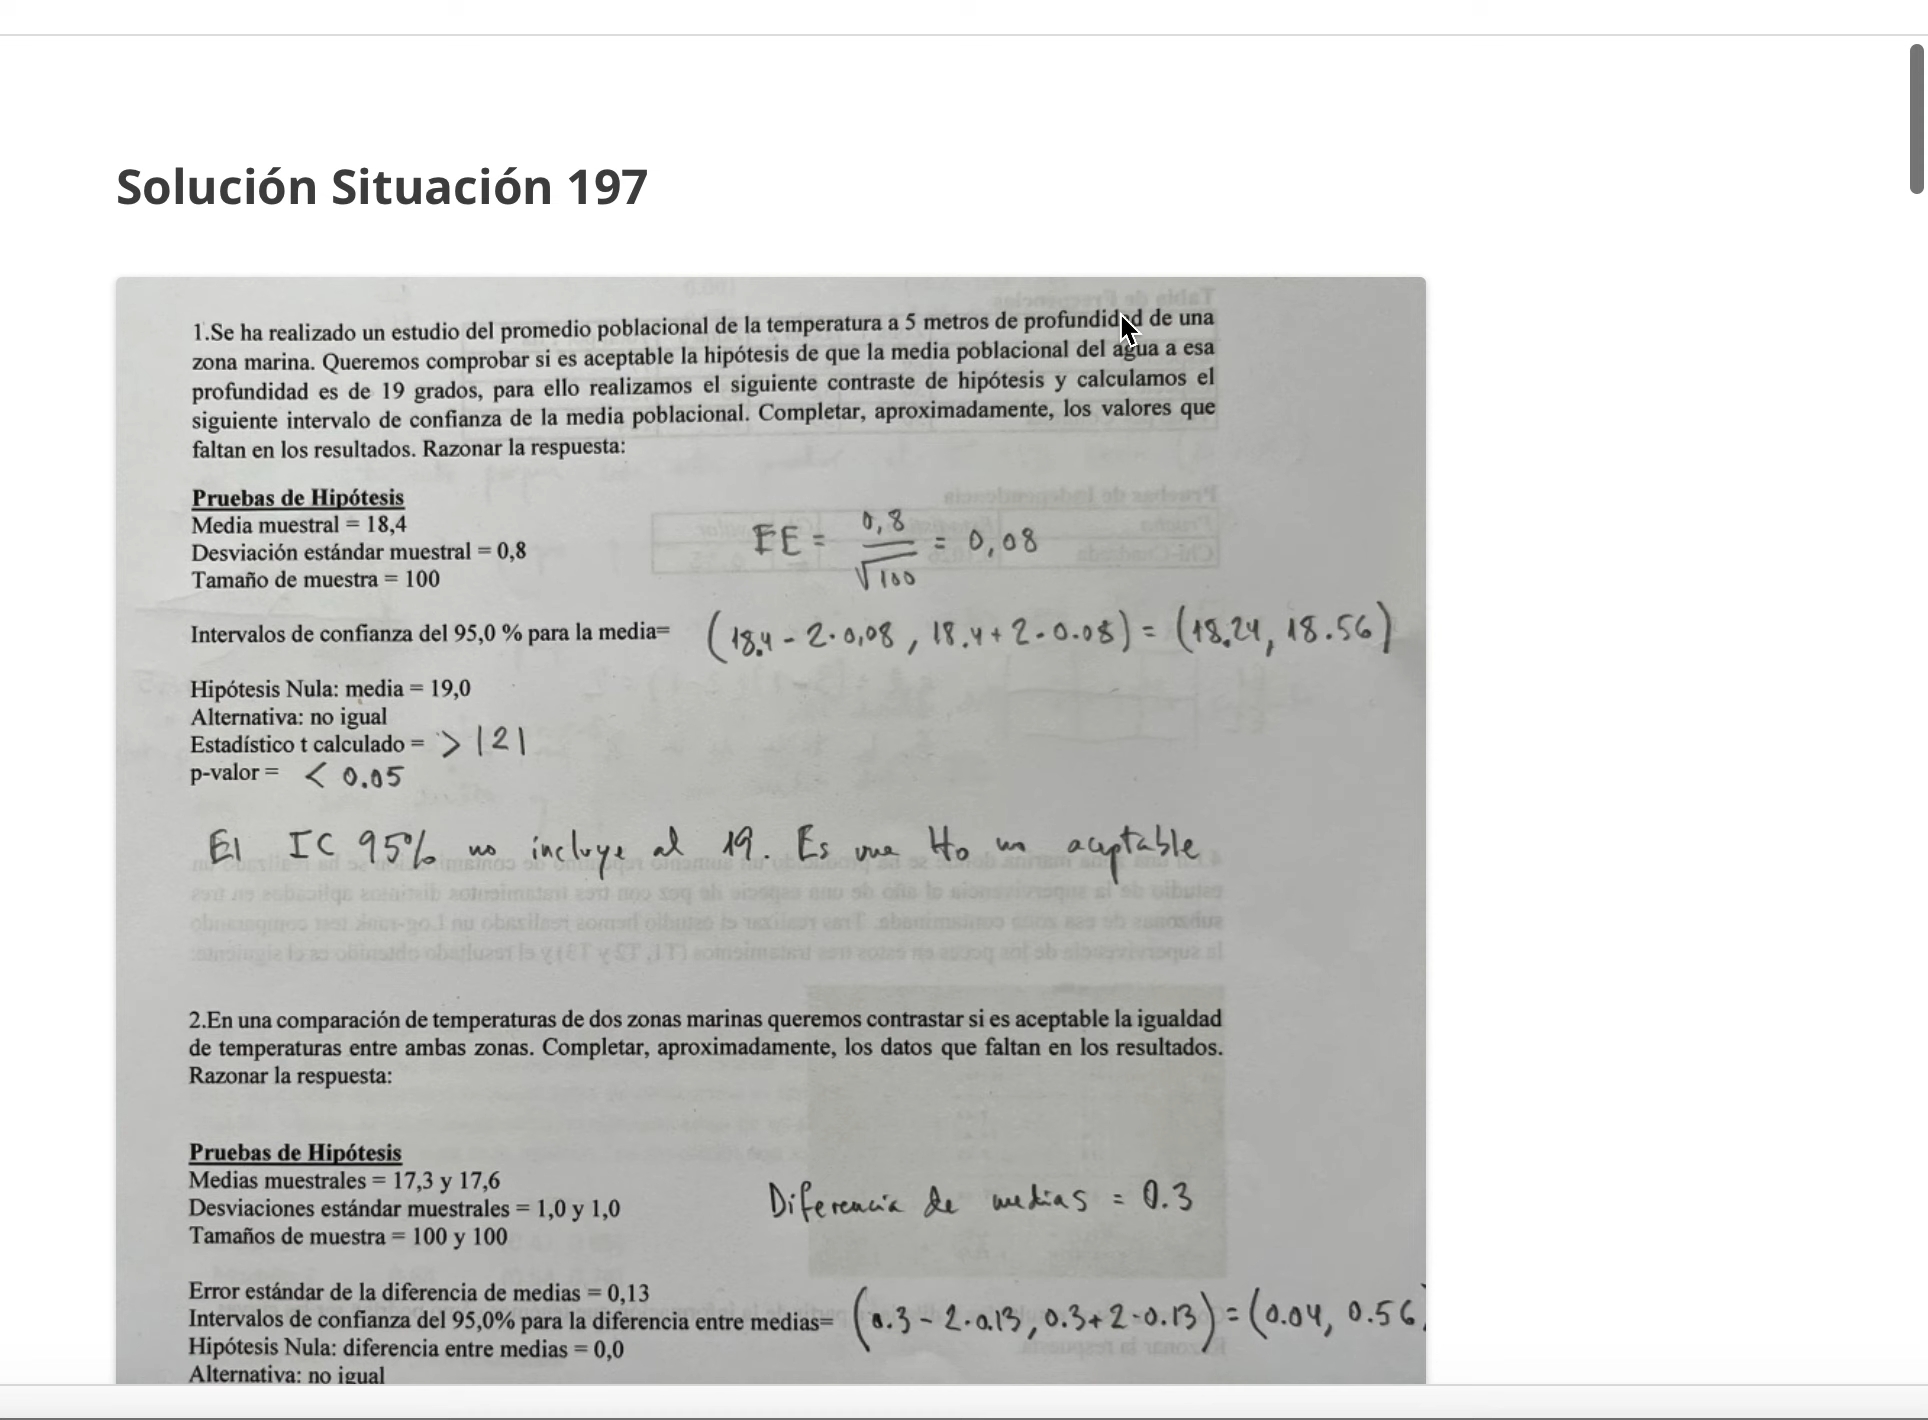 Solución Situación 197
1.Se ha realizado un estudio del promedio poblacional de la temperatura a 5 metros de profundidad de una
zona marina. Queremos comprobar si es aceptable la hipótesis de que la media poblacional del agua a esa
profundidad es de 19 grados, para ello realizamos el siguiente contraste de hipótesis y calculamos el
siguiente intervalo de confianza de la media poblacional. Completar, aproximadamente, los valores que
faltan en los resultados. Razonar la respuesta:
Pruebas de Hipótesis
Media muestral = 18,4
Desviación estándar muestral = 0,8
Tamaño de muestra = 100
EE = 0,8 / √100 = 0,08
Intervalos de confianza del 95,0 % para la media= (18.4 - 2·0,08, 18.4 + 2·0.08) = (18.24, 18.56)
Hipótesis Nula: media = 19,0
Alternativa: no igual
Estadístico t calculado = > |2|
p-valor = < 0.05
El IC 95% no incluye al 19. Es una Ho no aceptable
2.En una comparación de temperaturas de dos zonas marinas queremos contrastar si es aceptable la igualdad
de temperaturas entre ambas zonas. Completar, aproximadamente, los datos que faltan en los resultados.
Razonar la respuesta:
Pruebas de Hipótesis
Medias muestrales = 17,3 y 17,6
Desviaciones estándar muestrales = 1,0 y 1,0
Tamaños de muestra = 100 y 100
Diferencia de medias = 0.3
Error estándar de la diferencia de medias = 0,13
Intervalos de confianza del 95,0% para la diferencia entre medias= (0.3 - 2·0.13, 0.3 + 2·0.13) = (0.04, 0.56)
Hipótesis Nula: diferencia entre medias = 0,0
Alternativa: no igual